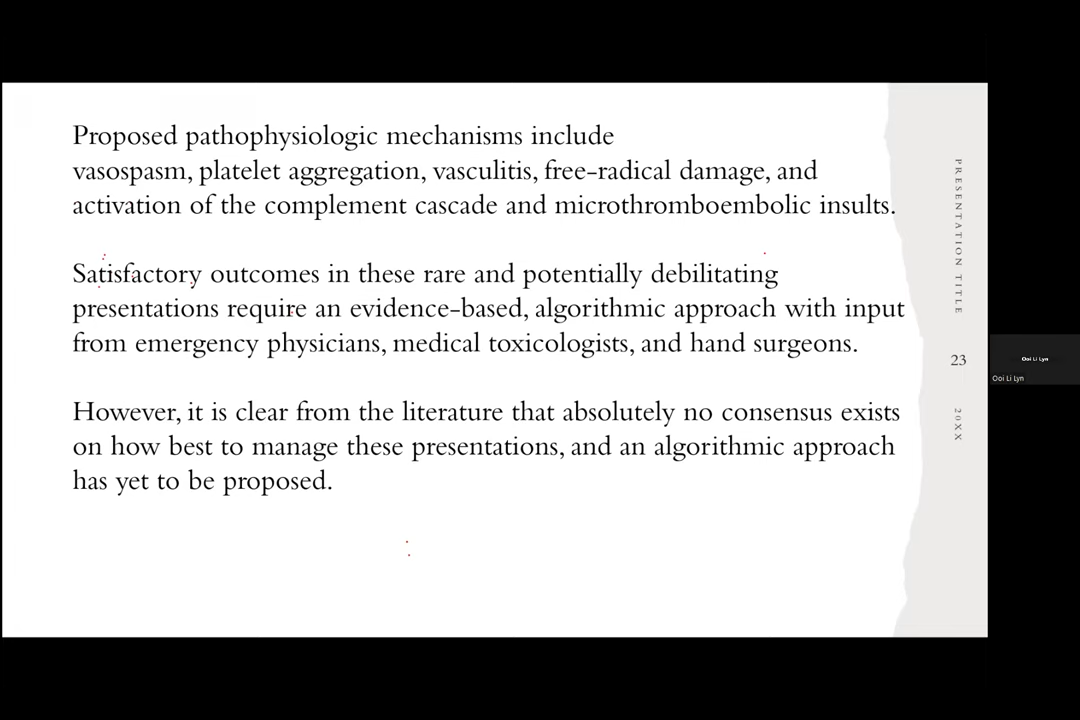 Proposed pathophysiologic mechanisms include
vasospasm, platelet aggregation, vasculitis, free-radical damage, and
activation of the complement cascade and microthromboembolic insults.
Satisfactory outcomes in these rare and potentially debilitating
presentations require an evidence-based, algorithmic approach with input
from emergency physicians, medical toxicologists, and hand surgeons.
However, it is clear from the literature that absolutely no consensus exists
on how best to manage these presentations, and an algorithmic approach
has yet to be proposed.
PRESENTATION TITLE
23
20XX
Ooi Li Lyn
Ooi Li Lyn